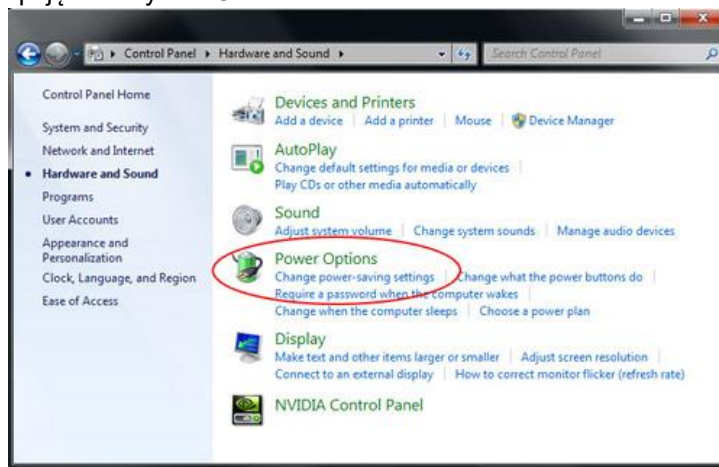 Control Panel ▸ Hardware and Sound ▸
Search Control Panel
Control Panel Home
System and Security
Network and Internet
Hardware and Sound
Programs
User Accounts
Appearance and
Personalization
Clock, Language, and Region
Ease of Access
Devices and Printers
Add a device | Add a printer | Mouse | Device Manager
AutoPlay
Change default settings for media or devices |
Play CDs or other media automatically
Sound
Adjust system volume | Change system sounds | Manage audio devices
Power Options
Change power-saving settings | Change what the power buttons do |
Require a password when the computer wakes |
Change when the computer sleeps | Choose a power plan
Display
Make text and other items larger or smaller | Adjust screen resolution |
Connect to an external display | How to correct monitor flicker (refresh rate)
NVIDIA Control Panel